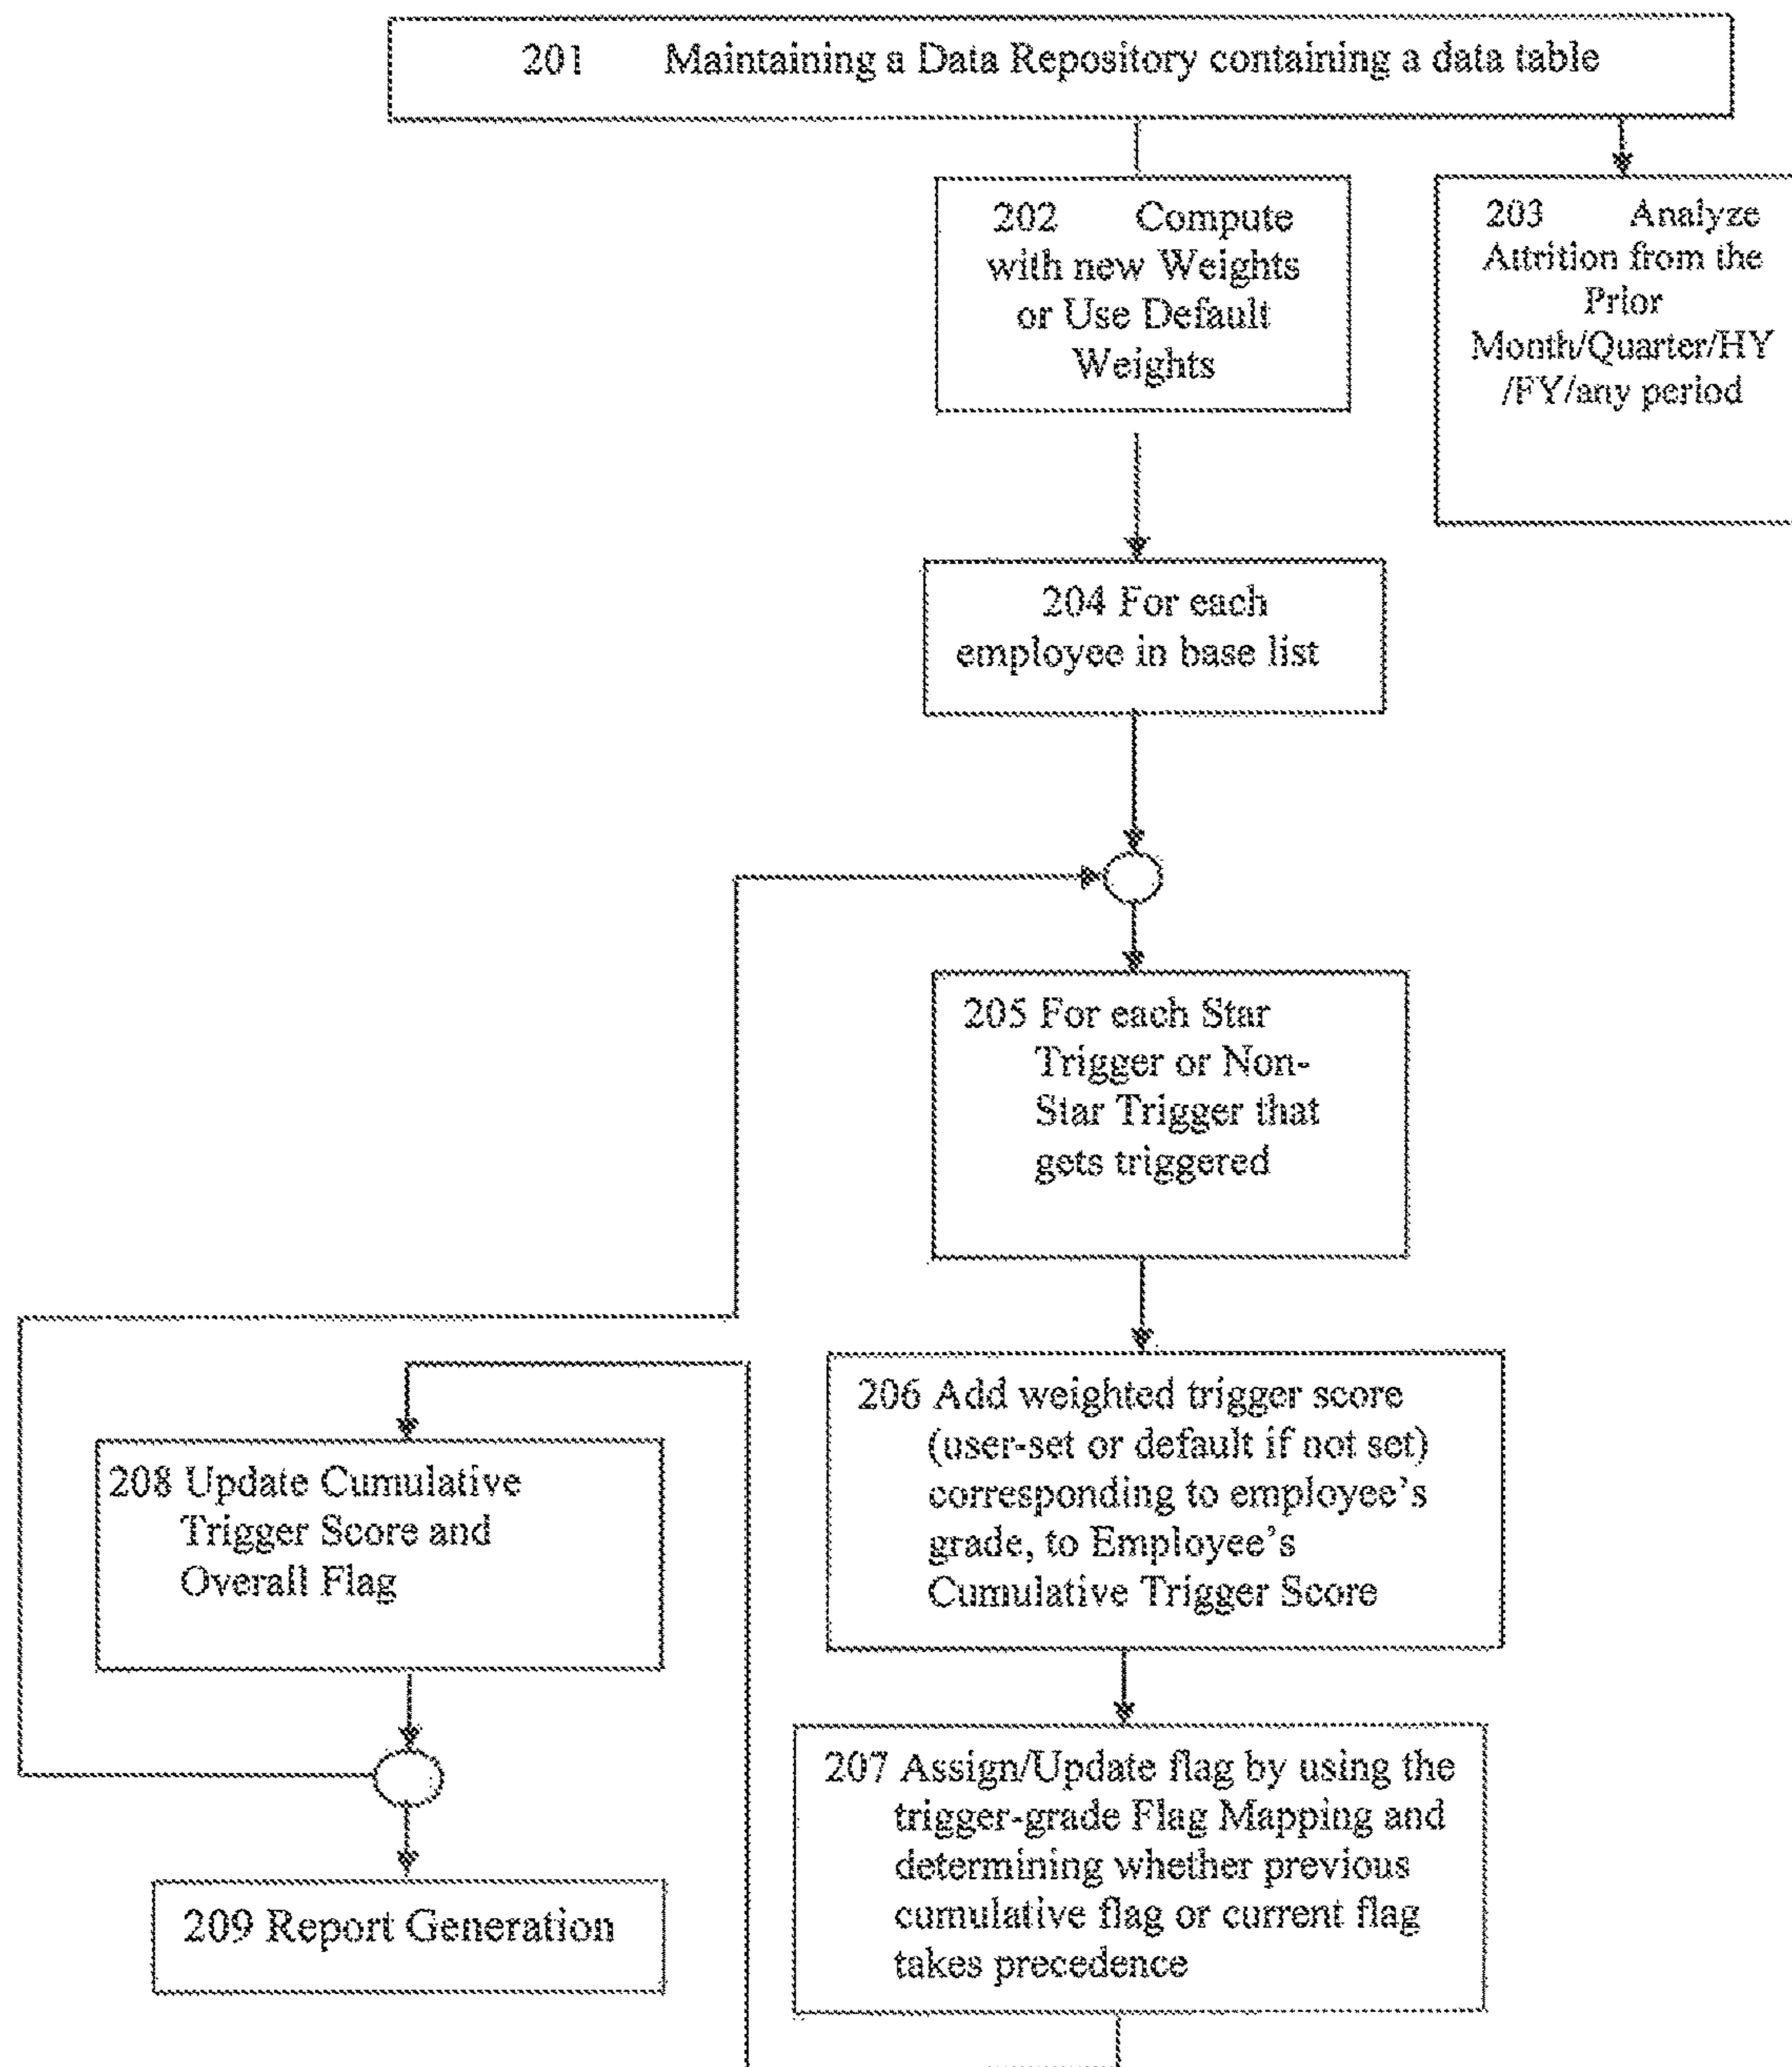 201 Maintaining a Data Repository containing a data table
202 Compute
with new Weights
or Use Default
Weights
203 Analyze
Attrition from the
Prior
Month/Quarter/HY
/FY/any period
204 For each
employee in base list
205 For each Star
Trigger or Non-
Star Trigger that
gets triggered
206 Add weighted trigger score
(user-set or default if not set)
corresponding to employee's
grade, to Employee's
Cumulative Trigger Score
207 Assign/Update flag by using the
trigger-grade Flag Mapping and
determining whether previous
cumulative flag or current flag
takes precedence
208 Update Cumulative
Trigger Score and
Overall Flag
209 Report Generation